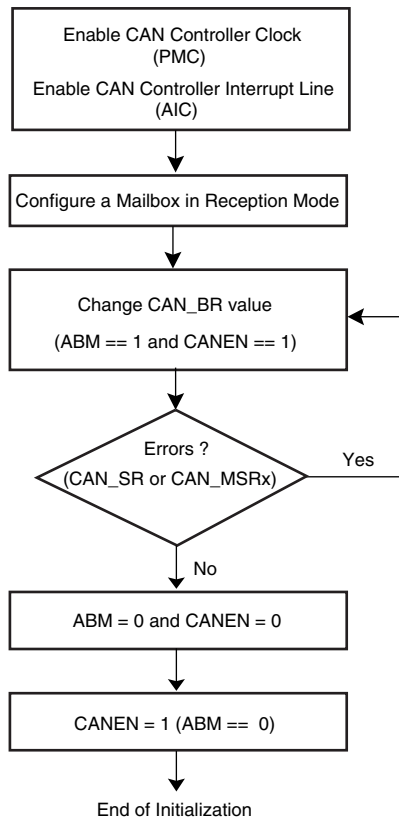 Enable CAN Controller Clock
(PMC)
Enable CAN Controller Interrupt Line
(AIC)
Configure a Mailbox in Reception Mode
Change CAN_BR value
(ABM == 1 and CANEN == 1)
Errors ?
(CAN_SR or CAN_MSRx)
Yes
No
ABM = 0 and CANEN = 0
CANEN = 1 (ABM == 0)
End of Initialization